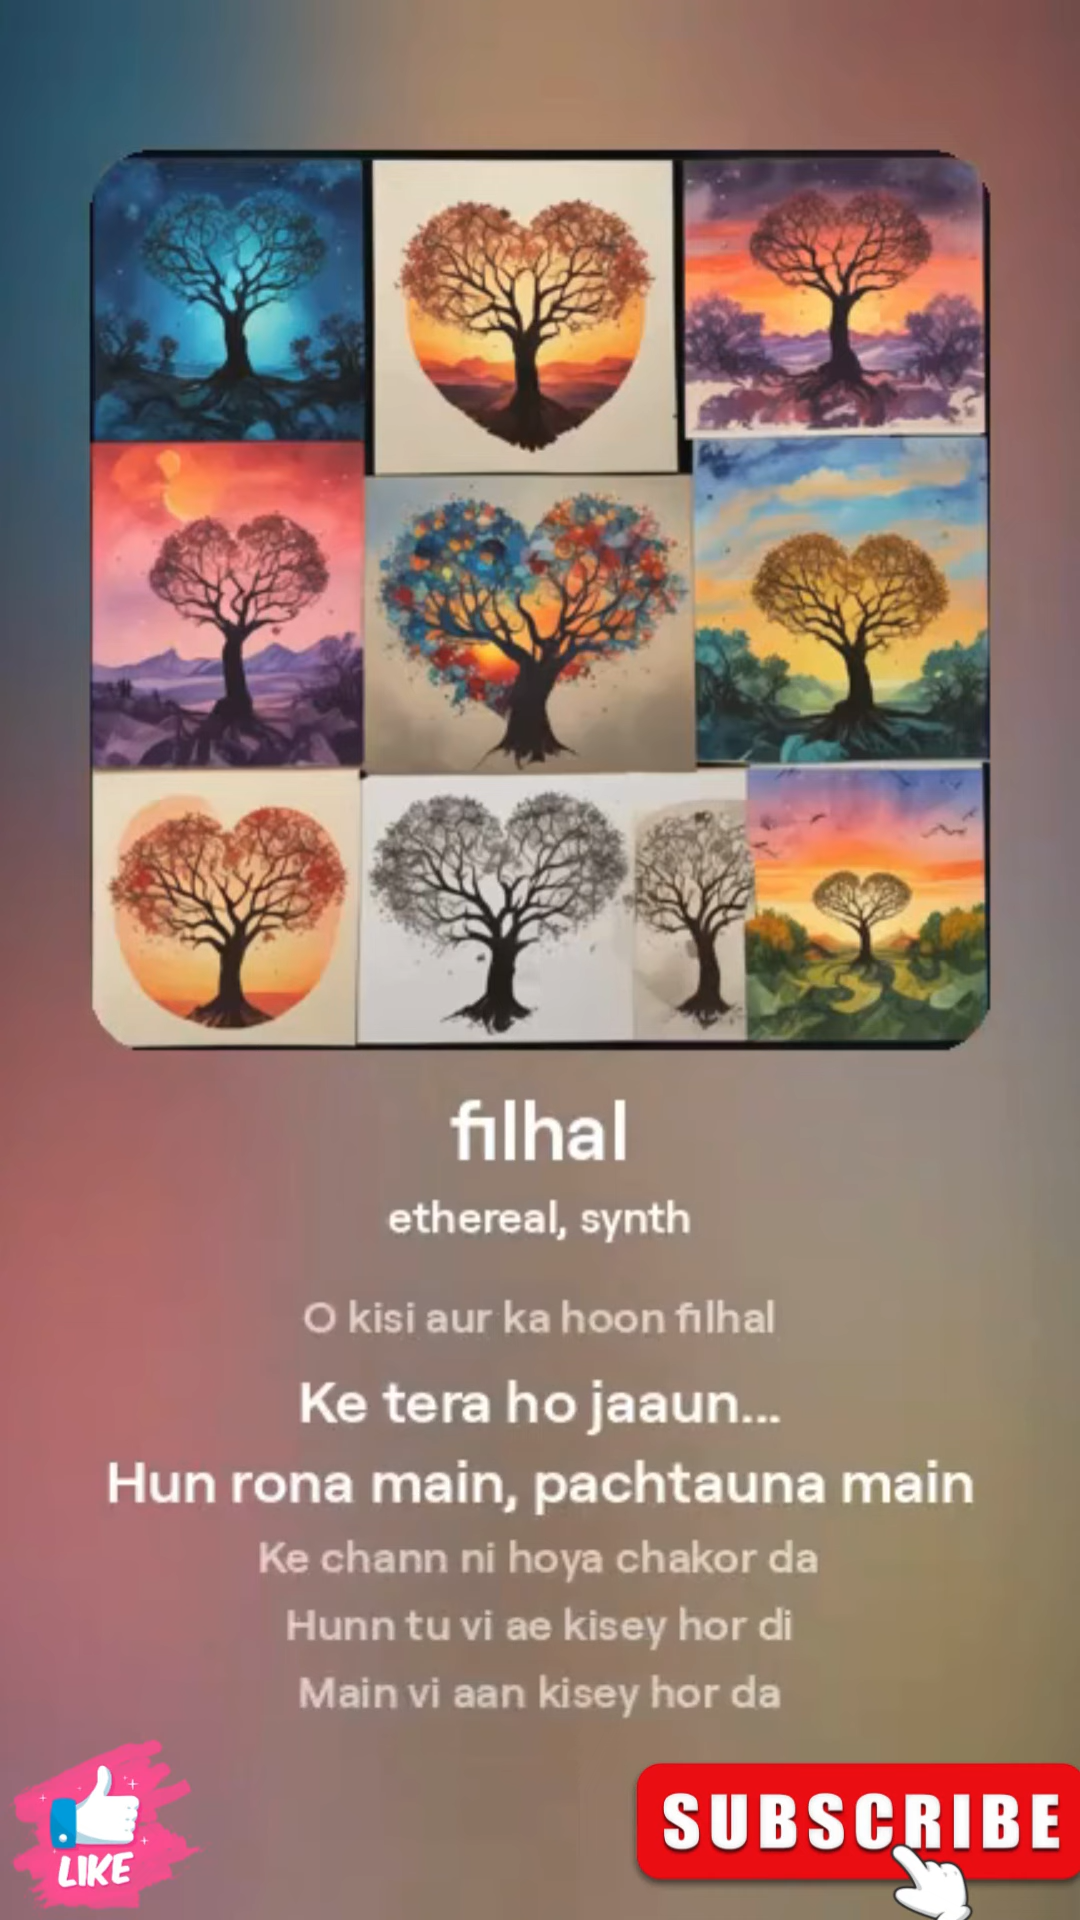 filhal
ethereal, synth
O kisi aur ka hoon filhal
Ke tera ho jaaun...
Hun rona main, pachtauna main
Ke chann ni hoya chakor da
Hunn tu vi ae kisey hor di
Main vi aan kisey hor da
LIKE
SUBSCRIBE